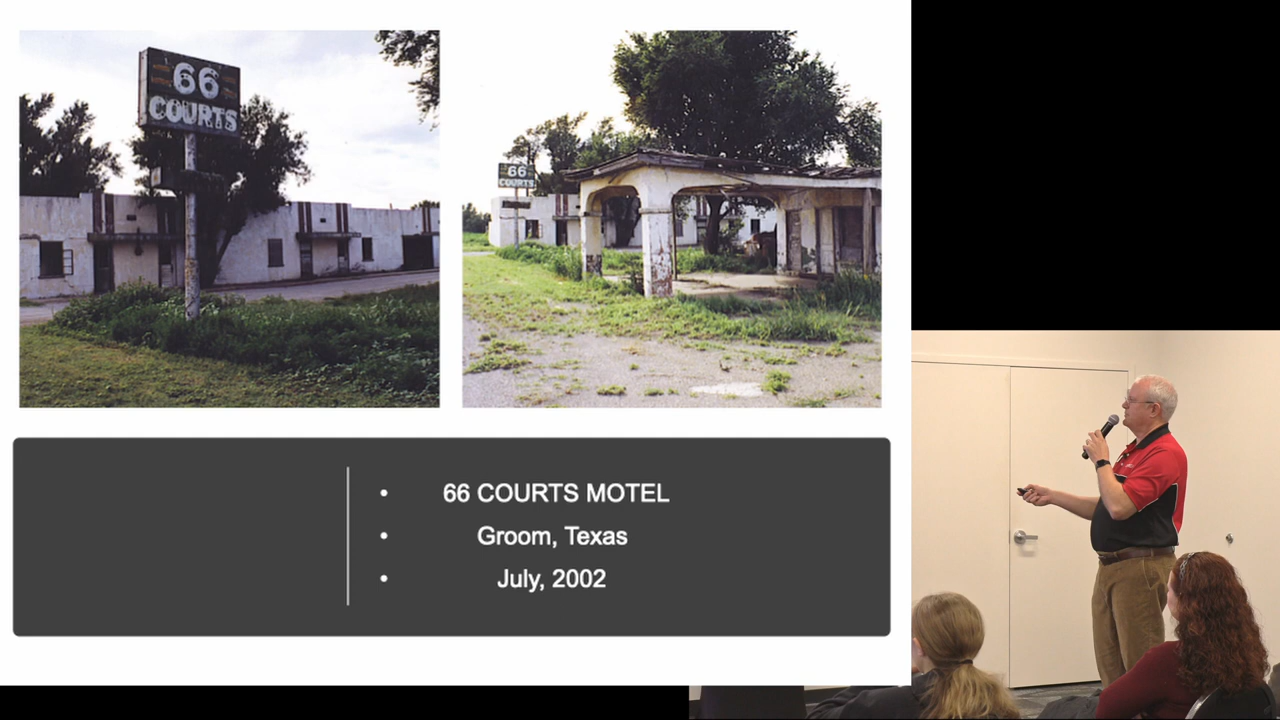 66
COURTS
66
COURTS
• 66 COURTS MOTEL
• Groom, Texas
• July, 2002